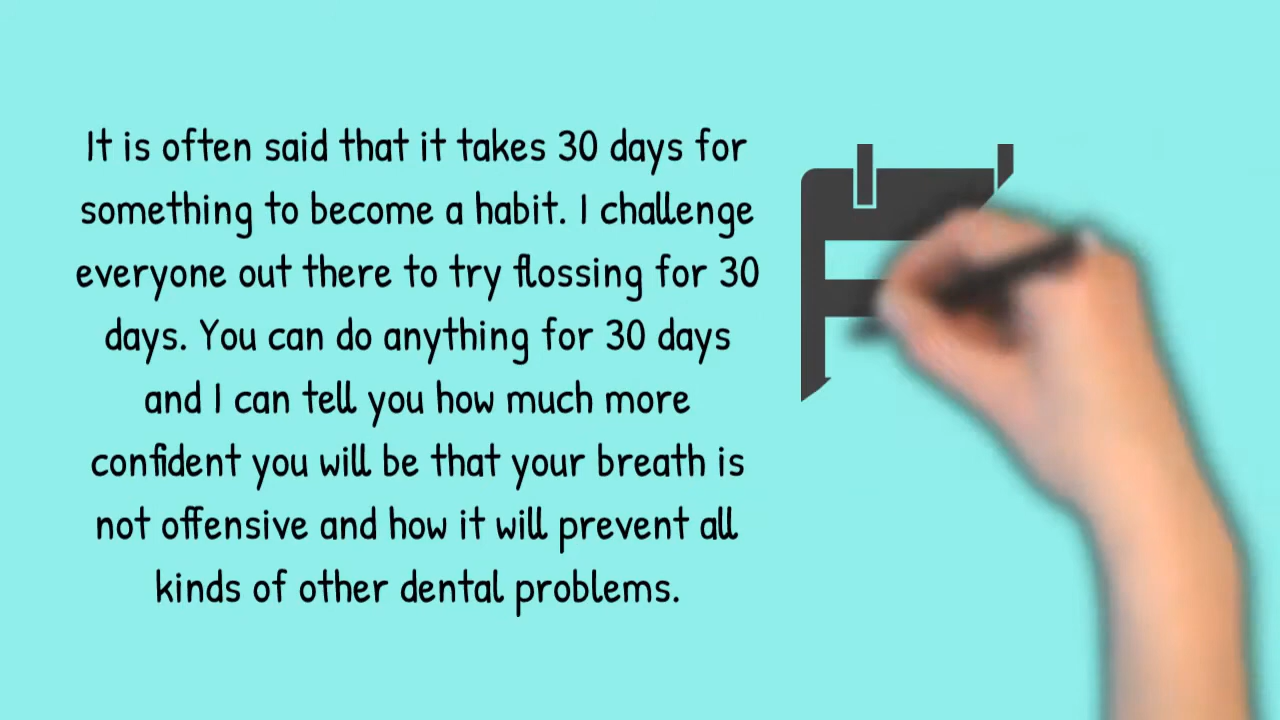 It is often said that it takes 30 days for
something to become a habit. I challenge
everyone out there to try flossing for 30
days. You can do anything for 30 days
and I can tell you how much more
confident you will be that your breath is
not offensive and how it will prevent all
kinds of other dental problems.